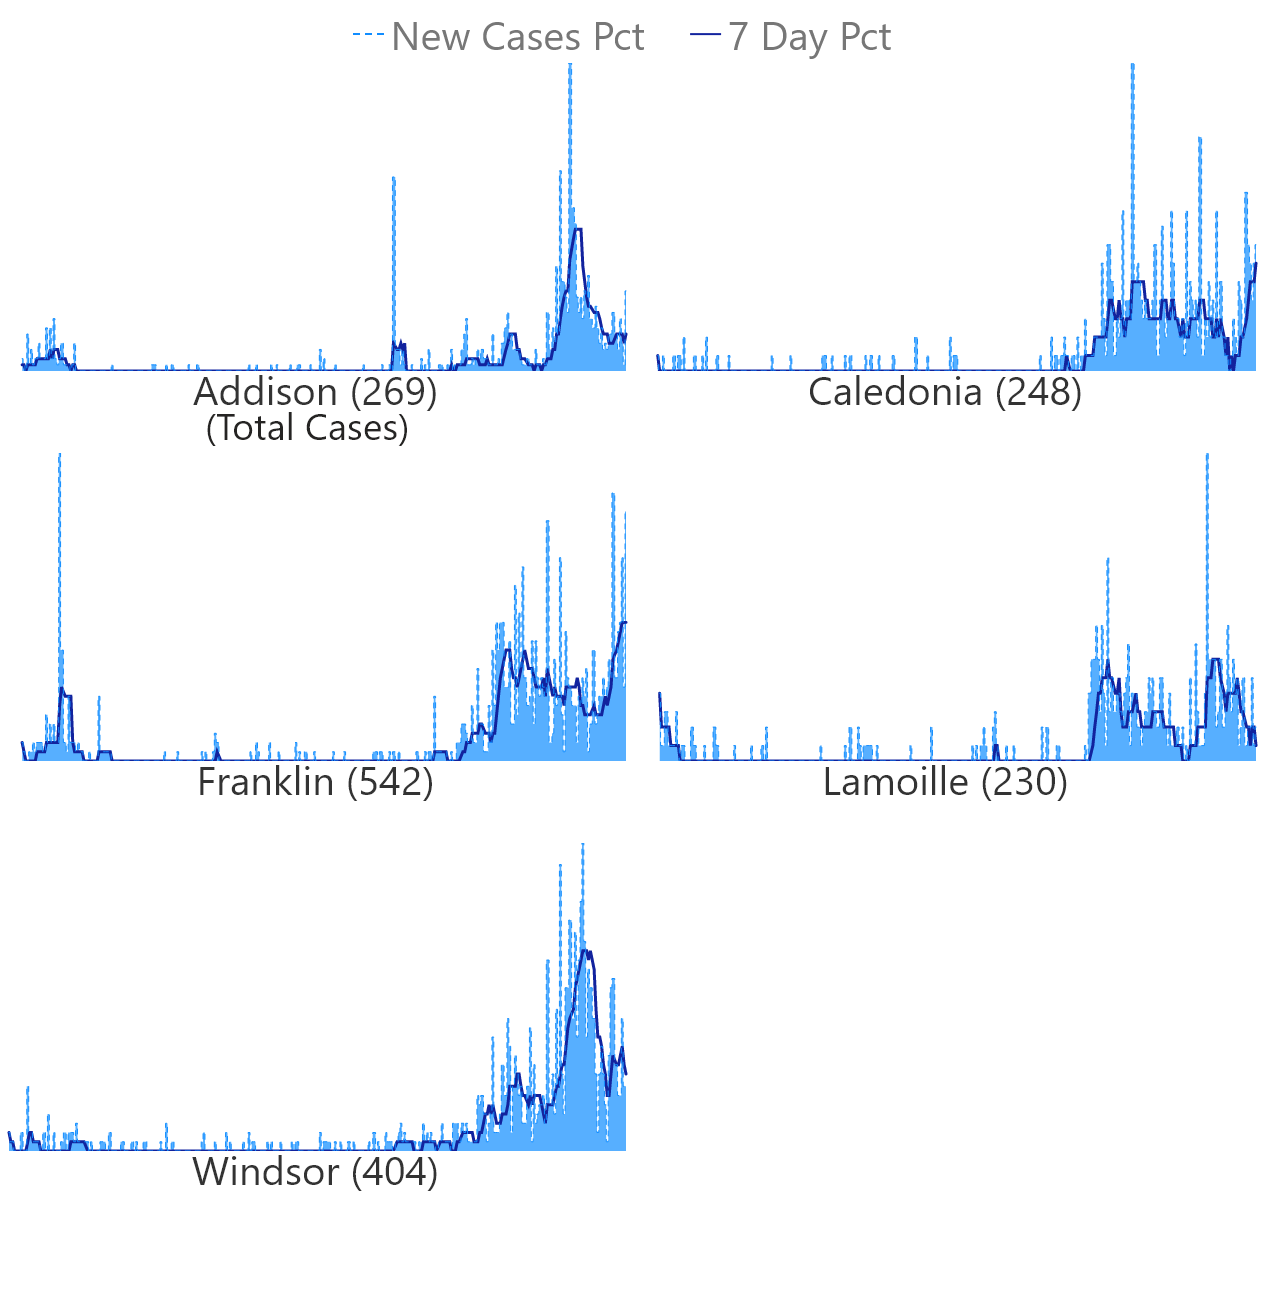 New Cases Pct 7 Day Pct
Addison (269) Caledonia (248)
(Total Cases)
Franklin (542) Lamoille (230)
Windsor (404)